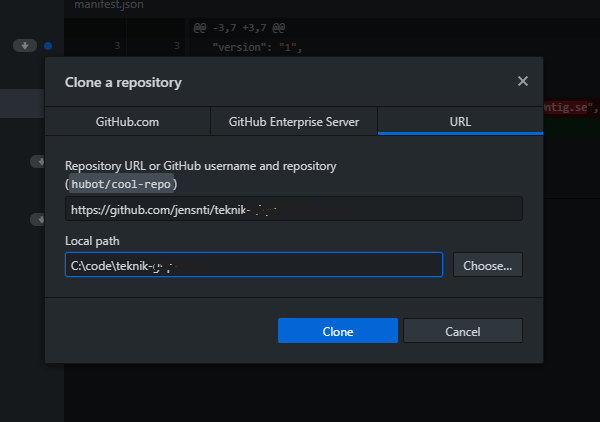 manifest.json
@@ -3,7 +3,7 @@
3 3 "version": "1",
Clone a repository
GitHub.com GitHub Enterprise Server URL
ntig.se",
Repository URL or GitHub username and repository
(hubot/cool-repo)
https://github.com/jensnti/teknik-
Local path
C:\code\teknik-
Choose...
Clone Cancel